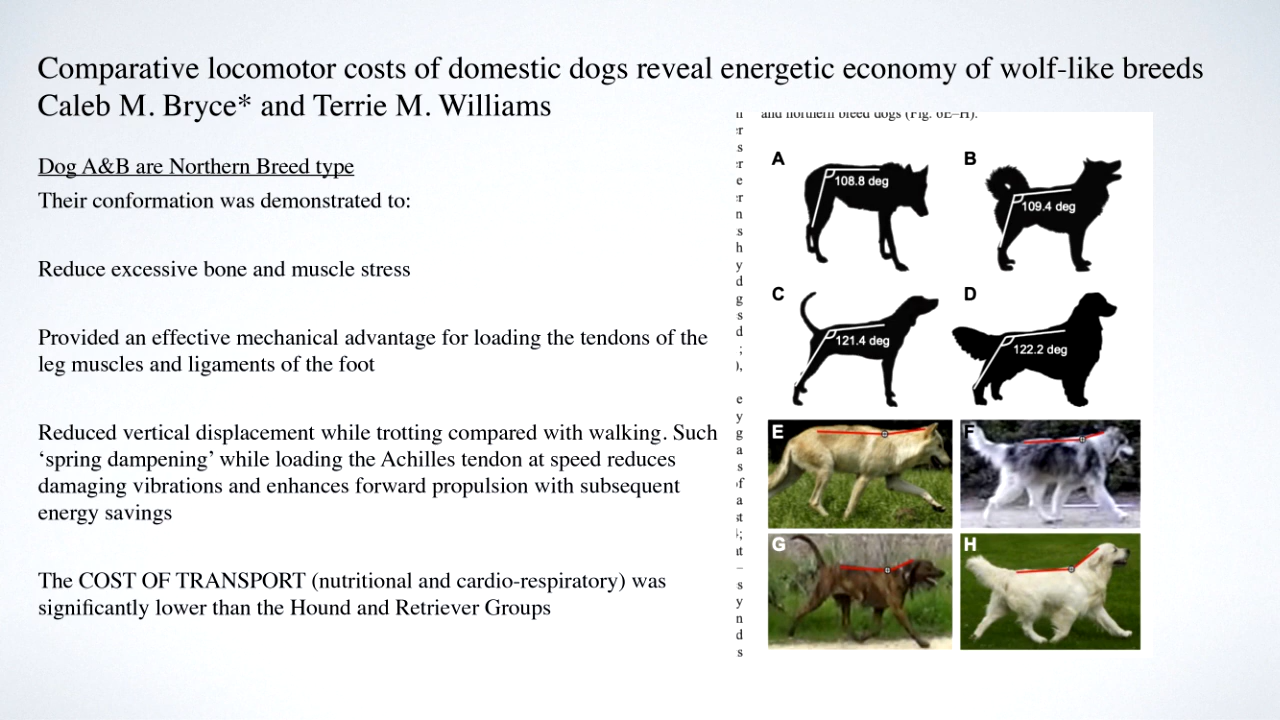 Comparative locomotor costs of domestic dogs reveal energetic economy of wolf-like breeds
Caleb M. Bryce* and Terrie M. Williams
Dog A&B are Northern Breed type
Their conformation was demonstrated to:
Reduce excessive bone and muscle stress
Provided an effective mechanical advantage for loading the tendons of the
leg muscles and ligaments of the foot
Reduced vertical displacement while trotting compared with walking. Such
‘spring dampening’ while loading the Achilles tendon at speed reduces
damaging vibrations and enhances forward propulsion with subsequent
energy savings
The COST OF TRANSPORT (nutritional and cardio-respiratory) was
significantly lower than the Hound and Retriever Groups
and northern breed dogs (Fig. 6E–H).
A
108.8 deg
B
109.4 deg
C
121.4 deg
D
122.2 deg
E
F
G
H